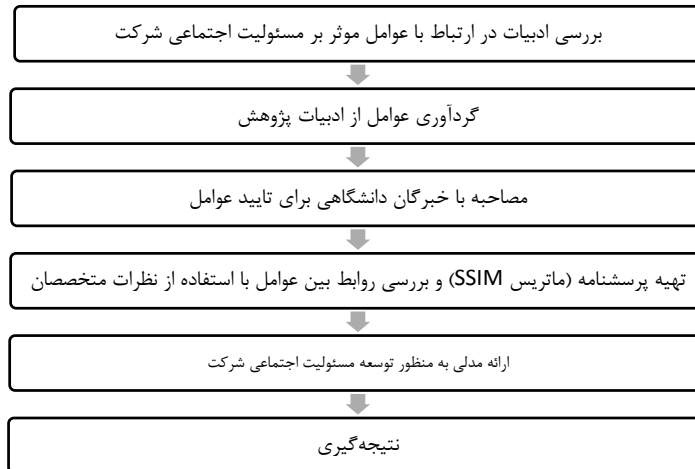 بررسی ادبیات در ارتباط با عوامل موثر بر مسئولیت اجتماعی شرکت
گردآوری عوامل از ادبیات پژوهش
مصاحبه با خبرگان دانشگاهی برای تایید عوامل
تهیه پرسشنامه (ماتریس SSIM) و بررسی روابط بین عوامل با استفاده از نظرات متخصصان
ارائه مدلی به منظور توسعه مسئولیت اجتماعی شرکت
نتیجه‌گیری